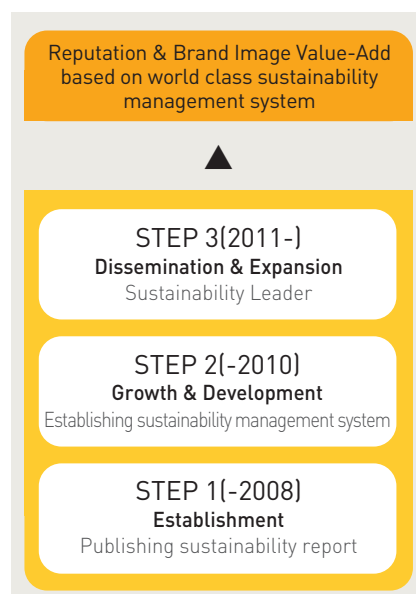 Reputation & Brand Image Value-Add
based on world class sustainability
management system
STEP 3(2011-)
Dissemination & Expansion
Sustainability Leader
STEP 2(-2010)
Growth & Development
Establishing sustainability management system
STEP 1(-2008)
Establishment
Publishing sustainability report